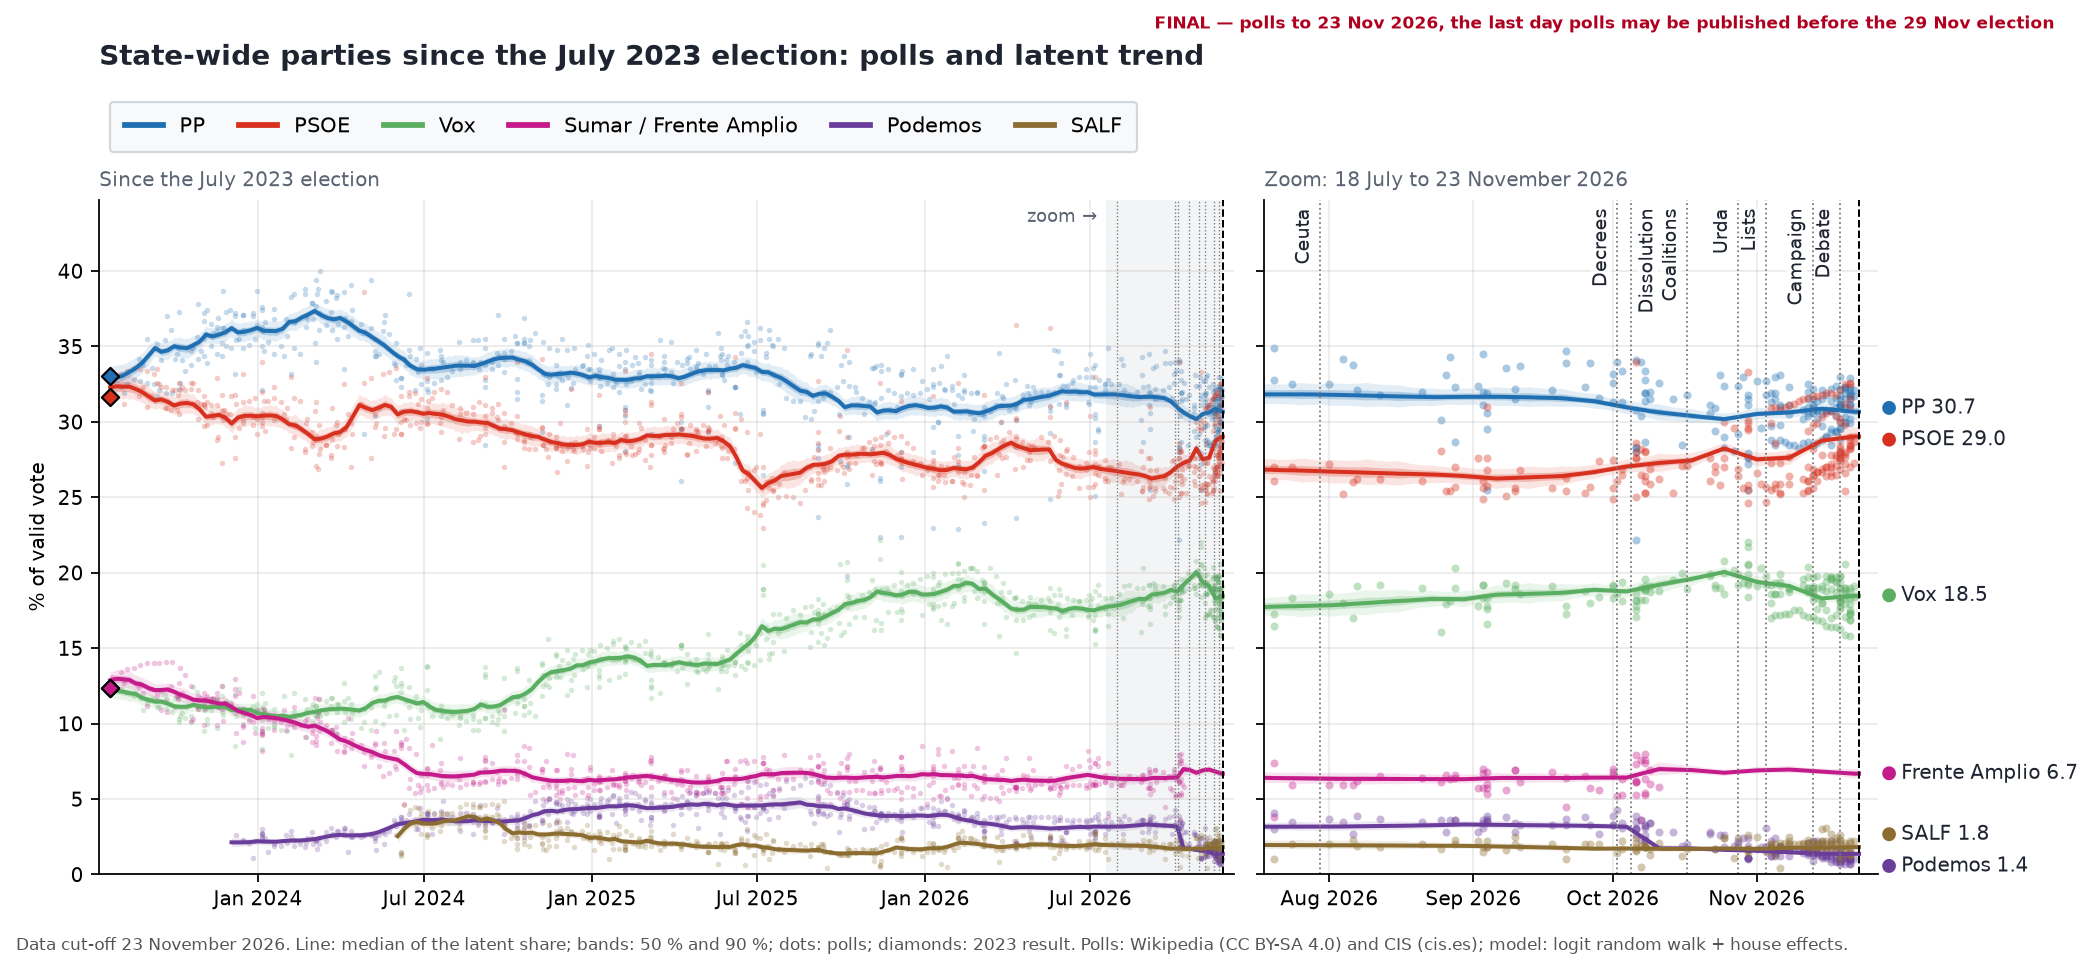 FINAL — polls to 23 Nov 2026, the last day polls may be published before the 29 Nov election
State-wide parties since the July 2023 election: polls and latent trend
PP
PSOE
Vox
Sumar / Frente Amplio
Podemos
SALF
Since the July 2023 election
Zoom: 18 July to 23 November 2026
zoom →
Ceuta
Decrees
Dissolution
Coalitions
Urda
Lists
Campaign
Debate
% of valid vote
40
35
30
25
20
15
10
5
0
PP 30.7
PSOE 29.0
Vox 18.5
Frente Amplio 6.7
SALF 1.8
Podemos 1.4
Jan 2024
Jul 2024
Jan 2025
Jul 2025
Jan 2026
Jul 2026
Aug 2026
Sep 2026
Oct 2026
Nov 2026
Data cut-off 23 November 2026. Line: median of the latent share; bands: 50 % and 90 %; dots: polls; diamonds: 2023 result. Polls: Wikipedia (CC BY-SA 4.0) and CIS (cis.es); model: logit random walk + house effects.